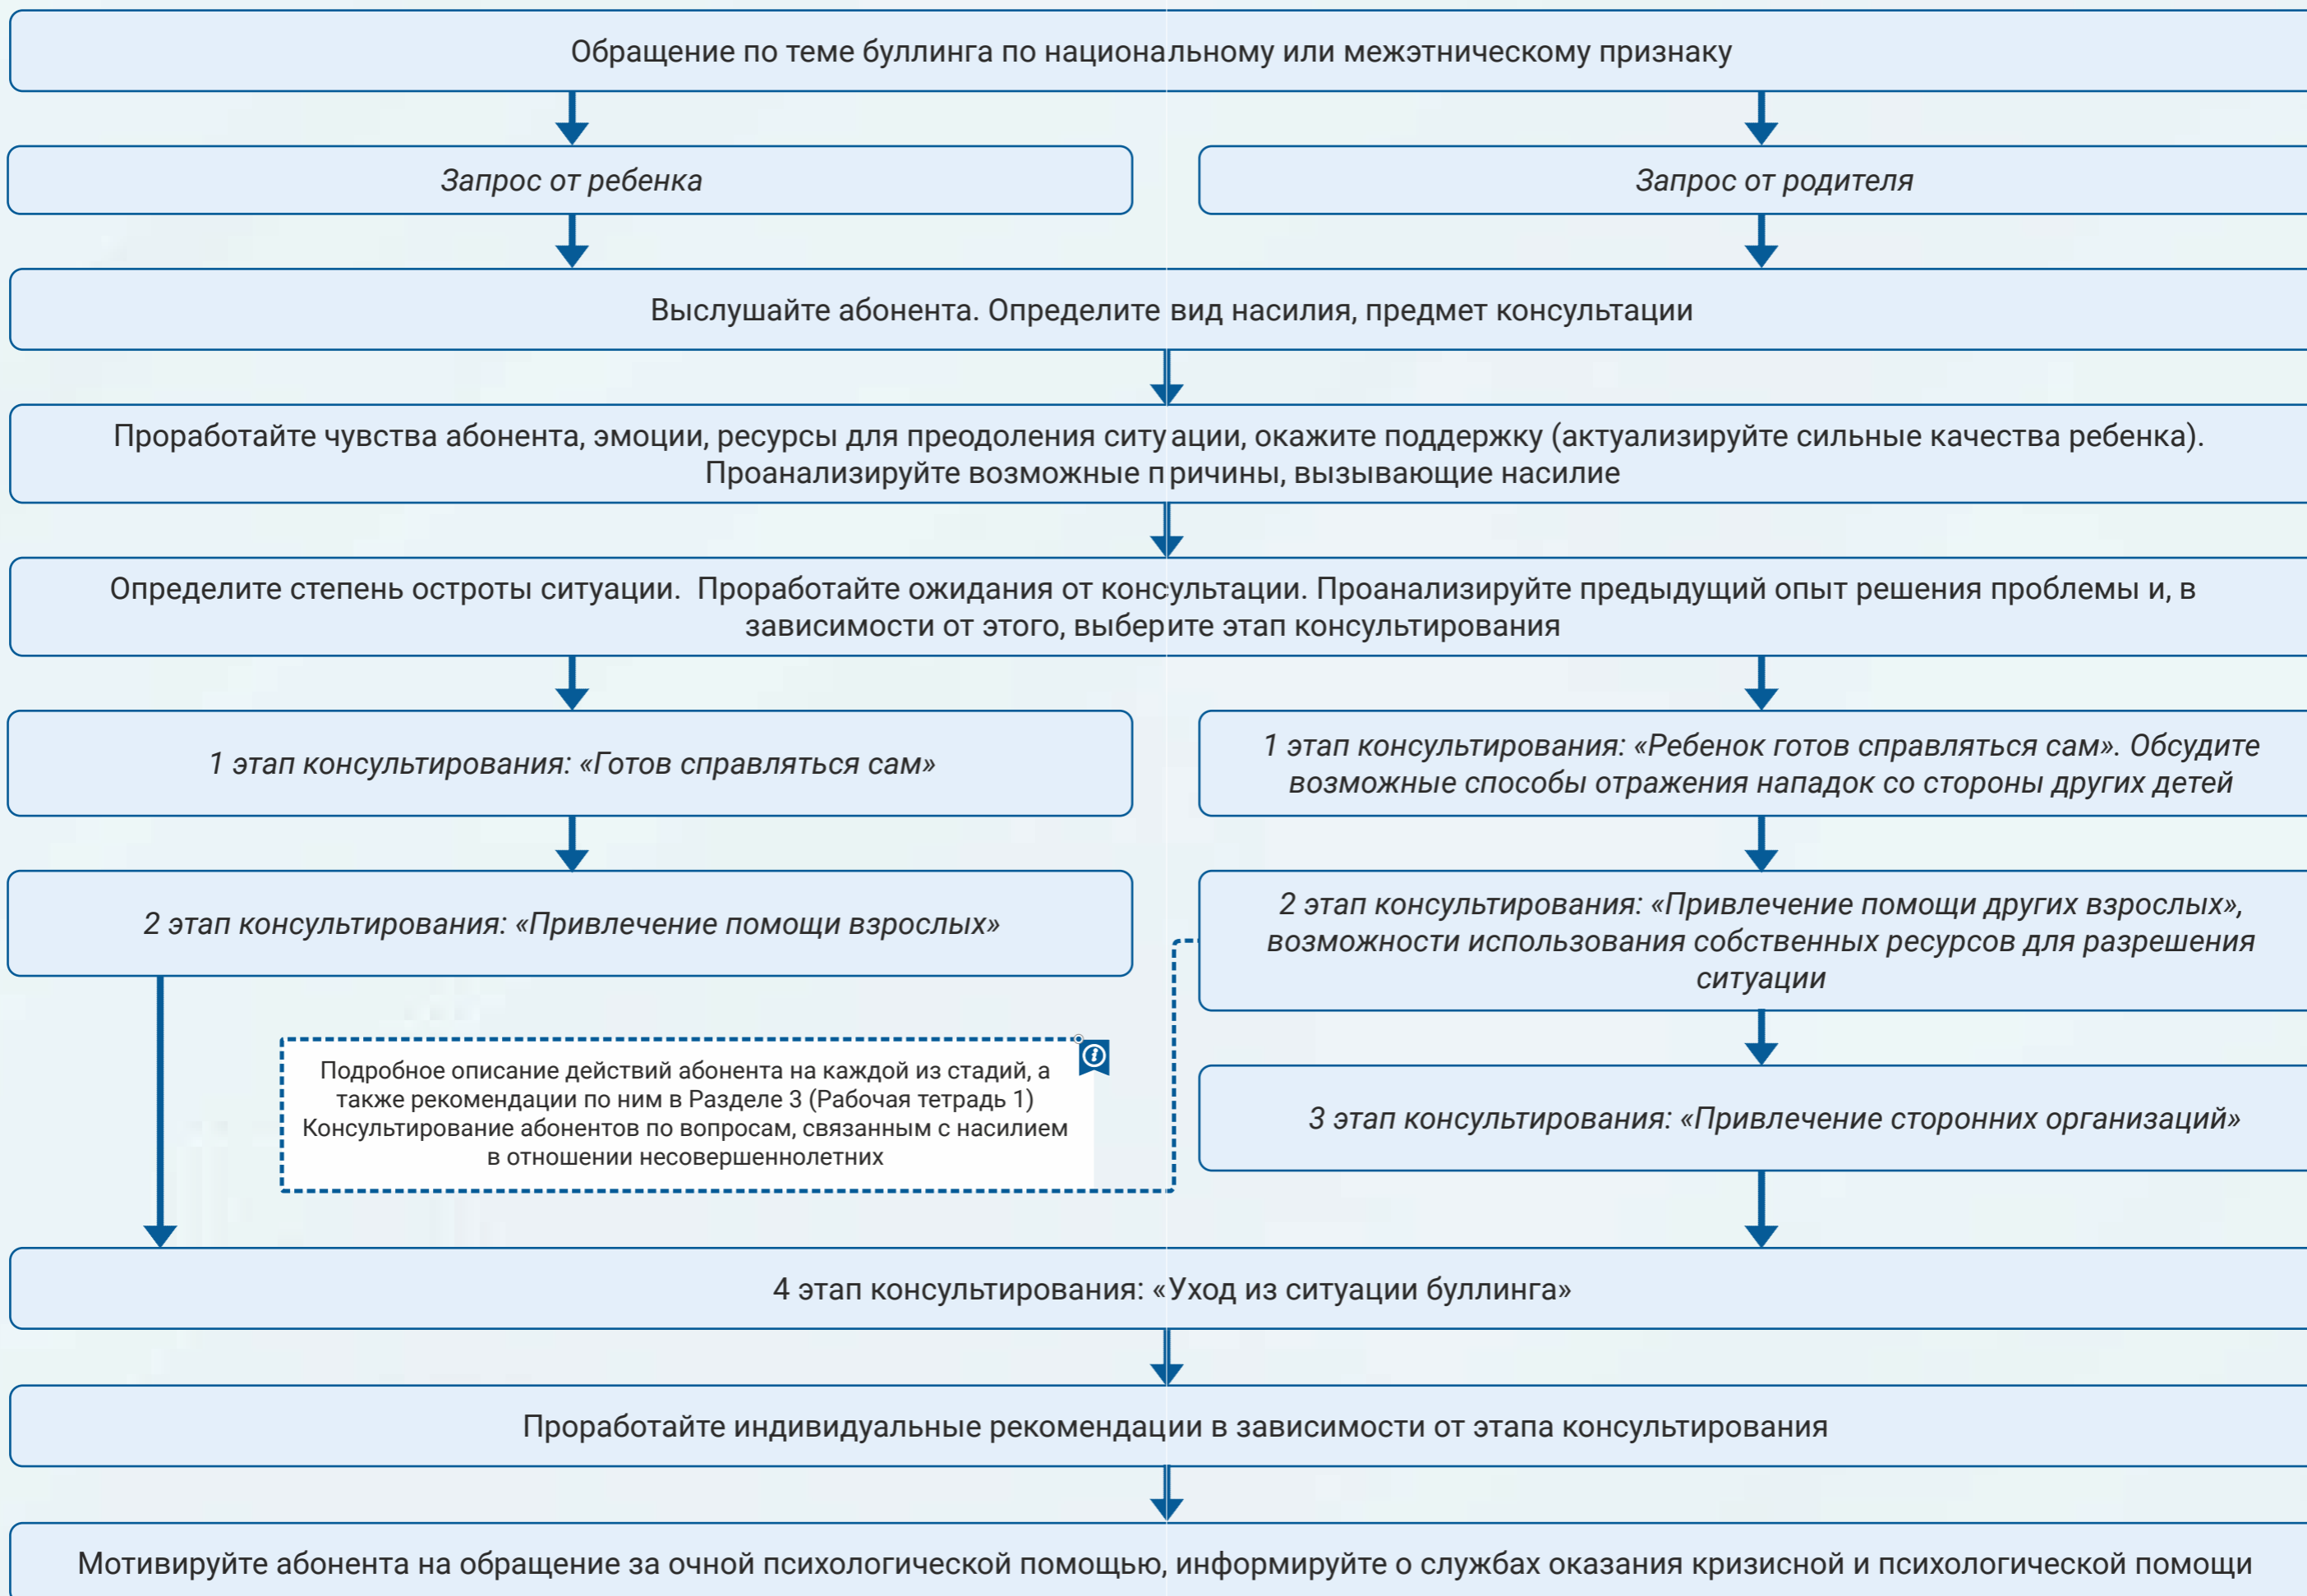 Обращение по теме буллинга по национальному или межэтническому признаку
Запрос от ребенка
Запрос от родителя
Выслушайте абонента. Определите вид насилия, предмет консультации
Проработайте чувства абонента, эмоции, ресурсы для преодоления ситуации, окажите поддержку (актуализируйте сильные качества ребенка).
Проанализируйте возможные причины, вызывающие насилие
Определите степень остроты ситуации. Проработайте ожидания от консультации. Проанализируйте предыдущий опыт решения проблемы и, в
зависимости от этого, выберите этап консультирования
1 этап консультирования: «Готов справляться сам»
1 этап консультирования: «Ребенок готов справляться сам». Обсудите
возможные способы отражения нападок со стороны других детей
2 этап консультирования: «Привлечение помощи взрослых»
2 этап консультирования: «Привлечение помощи других взрослых»,
возможности использования собственных ресурсов для разрешения
ситуации
Подробное описание действий абонента на каждой из стадий, а
также рекомендации по ним в Разделе 3 (Рабочая тетрадь 1)
Консультирование абонентов по вопросам, связанным с насилием
в отношении несовершеннолетних
3 этап консультирования: «Привлечение сторонних организаций»
4 этап консультирования: «Уход из ситуации буллинга»
Проработайте индивидуальные рекомендации в зависимости от этапа консультирования
Мотивируйте абонента на обращение за очной психологической помощью, информируйте о службах оказания кризисной и психологической помощи